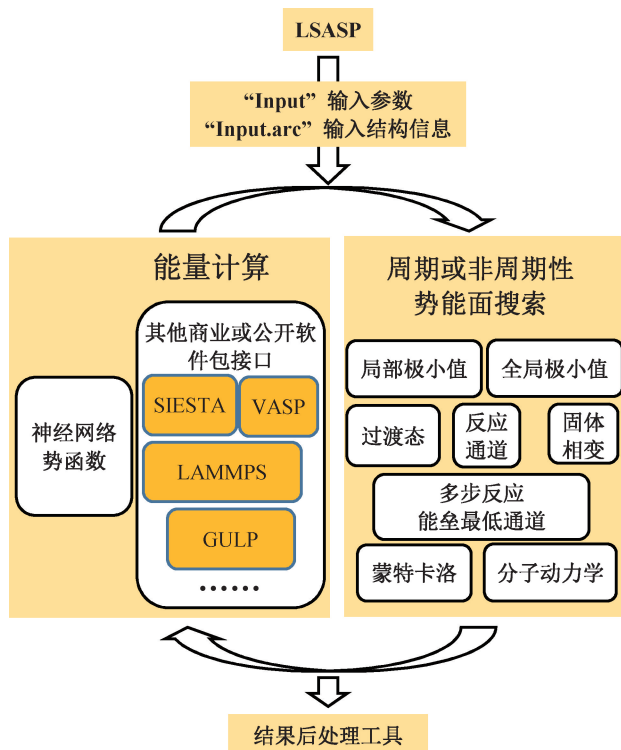 LSASP
“Input” 输入参数
“Input.arc” 输入结构信息
能量计算
其他商业或公开软
件包接口
SIESTA
VASP
LAMMPS
GULP
……
神经网络
势函数
周期或非周期性
势能面搜索
局部极小值
全局极小值
过渡态
反应
通道
固体
相变
多步反应
能垒最低通道
蒙特卡洛
分子动力学
结果后处理工具